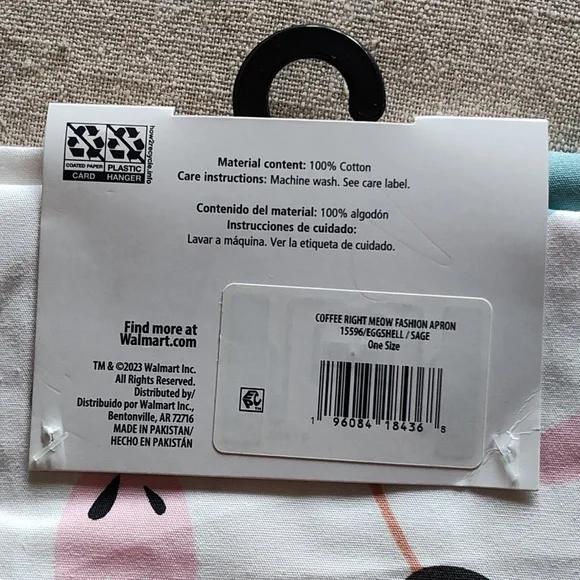 how2recycle.info
COATED PAPER PLASTIC
CARD HANGER
Material content: 100% Cotton
Care instructions: Machine wash. See care label.
Contenido del material: 100% algodón
Instrucciones de cuidado:
Lavar a máquina. Ver la etiqueta de cuidado.
Find more at
Walmart.com
TM & ©2023 Walmart Inc.
All Rights Reserved.
Distributed by/
Distribuido por Walmart Inc.,
Bentonville, AR 72716
MADE IN PAKISTAN/
HECHO EN PAKISTÁN
COFFEE RIGHT MEOW FASHION APRON
15596/EGGSHELL / SAGE
One Size
1 96084 18436 8